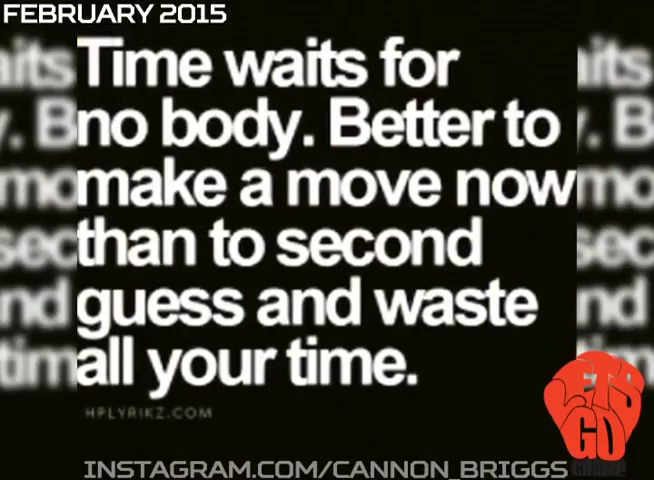 FEBRUARY 2015
Time waits for
no body. Better to
make a move now
than to second
guess and waste
all your time.
HPLYRIKZ.COM
LETS
GO
CHAMP
INSTAGRAM.COM/CANNON_BRIGGS